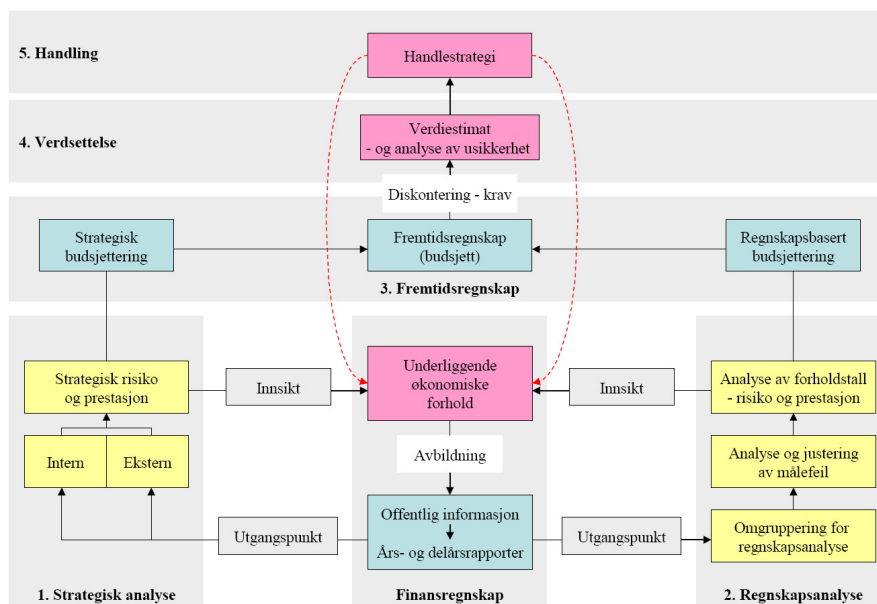 5. Handling
Handlestrategi
4. Verdsettelse
Verdiestimat
- og analyse av usikkerhet
Diskontering - krav
Strategisk
budsjettering
Fremtidsregnskap
(budsjett)
Regnskapsbasert
budsjettering
3. Fremtidsregnskap
Strategisk risiko
og prestasjon
Innsikt
Underliggende
økonomiske
forhold
Innsikt
Analyse av forholdstall
- risiko og prestasjon
Intern
Ekstern
Avbildning
Analyse og justering
av målefeil
Utgangspunkt
Offentlig informasjon
Års- og delårsrapporter
Utgangspunkt
Omgruppering for
regnskapsanalyse
1. Strategisk analyse
Finansregnskap
2. Regnskapsanalyse